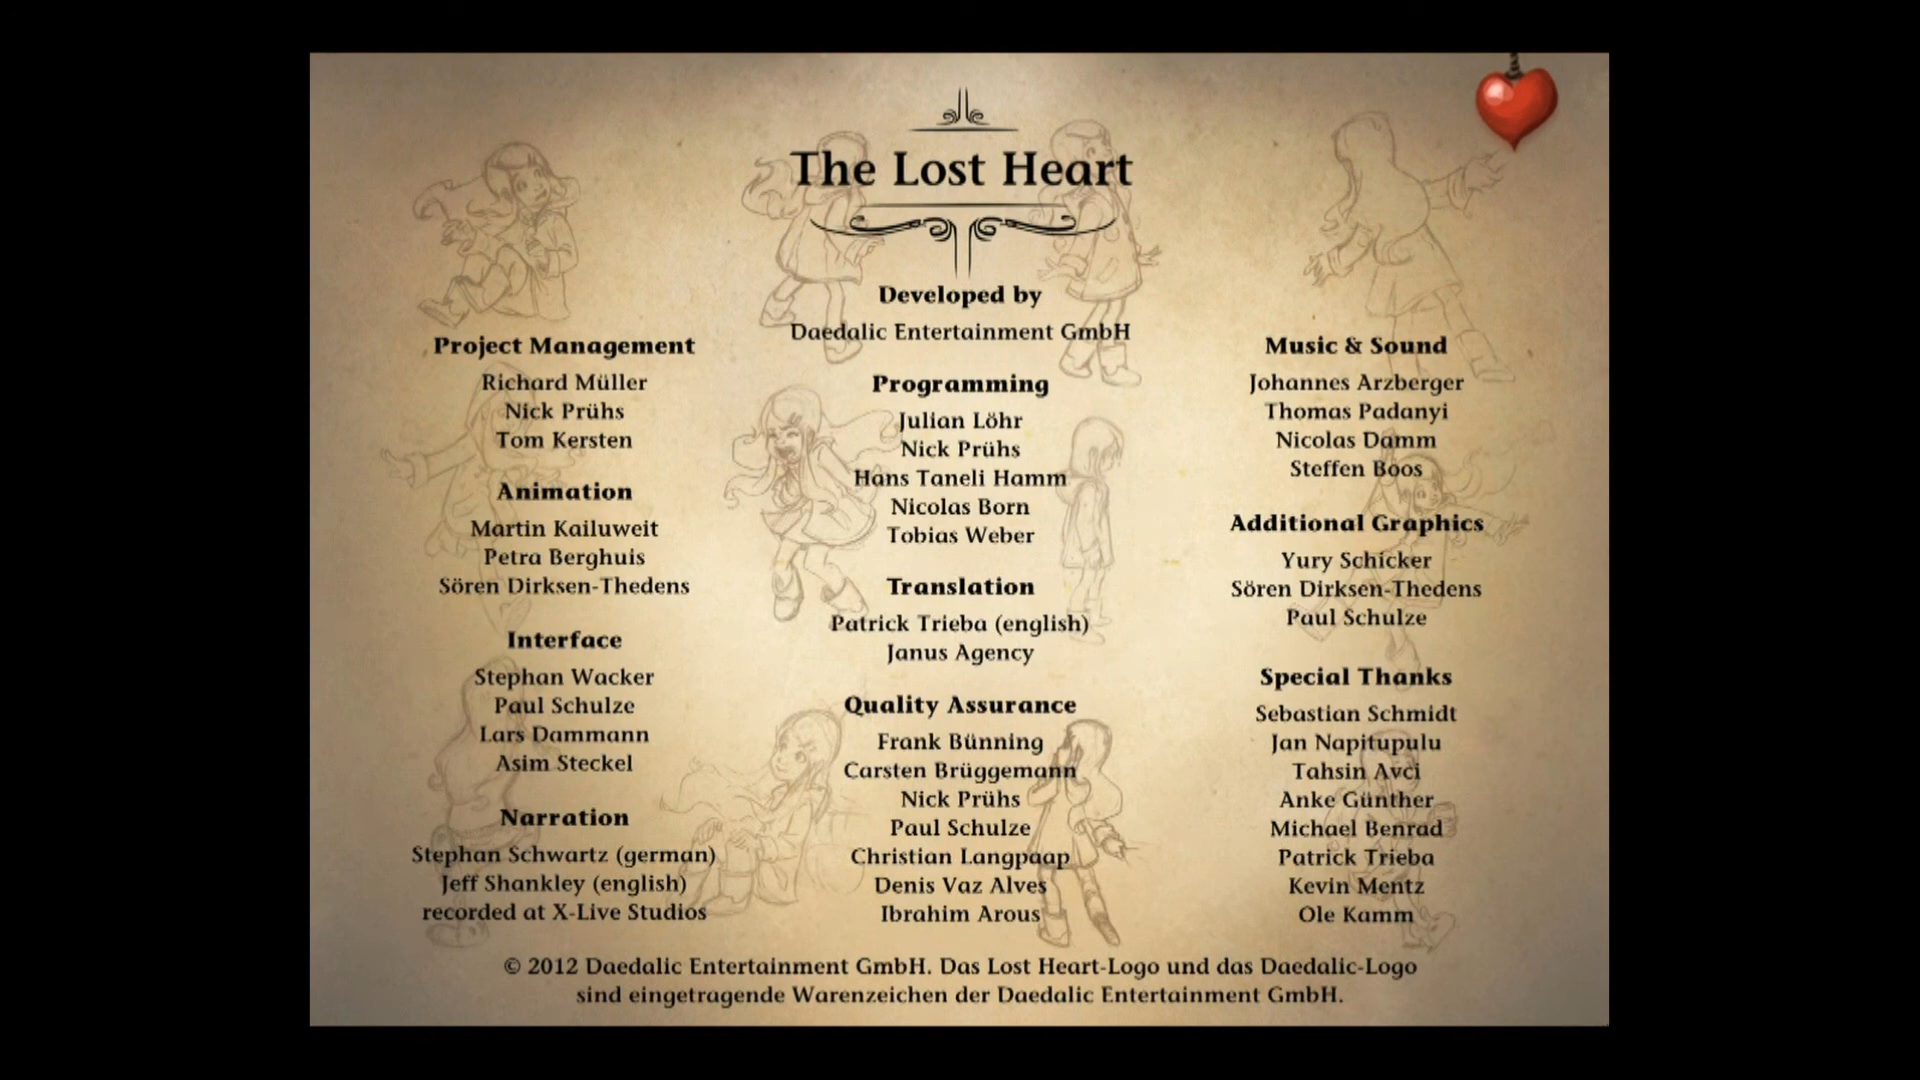 The Lost Heart
Developed by
Daedalic Entertainment GmbH
Project Management
Richard Müller
Nick Prühs
Tom Kersten
Animation
Martin Kailuweit
Petra Berghuis
Sören Dirksen-Thedens
Interface
Stephan Wacker
Paul Schulze
Lars Dammann
Asim Steckel
Narration
Stephan Schwartz (german)
Jeff Shankley (english)
recorded at X-Live Studios
Programming
Julian Löhr
Nick Prühs
Hans Taneli Hamm
Nicolas Born
Tobias Weber
Translation
Patrick Trieba (english)
Janus Agency
Quality Assurance
Frank Bünning
Carsten Brüggemann
Nick Prühs
Paul Schulze
Christian Langpaap
Denis Vaz Alves
Ibrahim Arous
Music & Sound
Johannes Arzberger
Thomas Padanyi
Nicolas Damm
Steffen Boos
Additional Graphics
Yury Schicker
Sören Dirksen-Thedens
Paul Schulze
Special Thanks
Sebastian Schmidt
Jan Napitupulu
Tahsin Avci
Anke Günther
Michael Benrad
Patrick Trieba
Kevin Mentz
Ole Kamm
© 2012 Daedalic Entertainment GmbH. Das Lost Heart-Logo und das Daedalic-Logo
sind eingetragende Warenzeichen der Daedalic Entertainment GmbH.